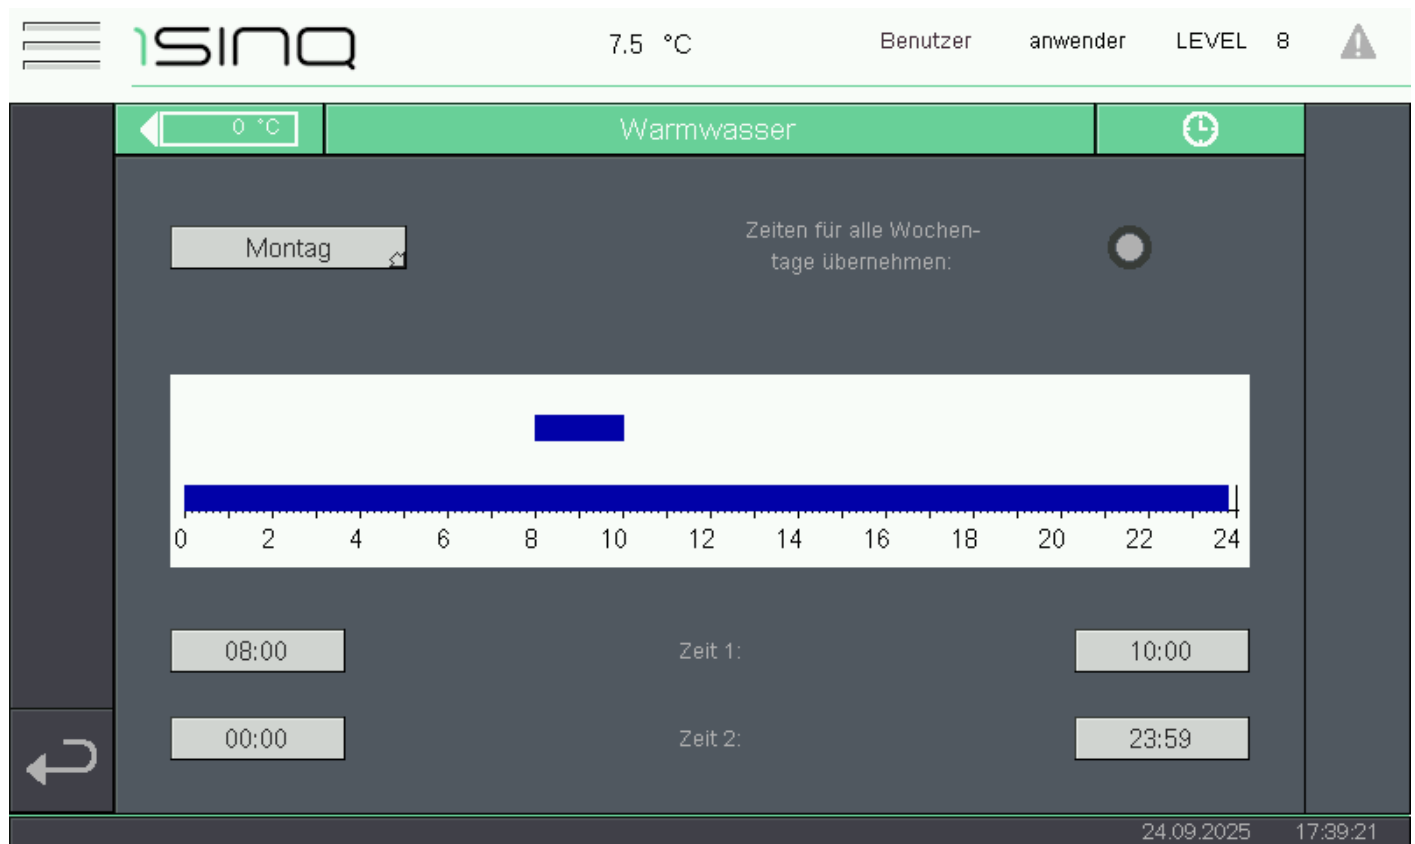 ısınq
7.5 °C
Benutzer anwender LEVEL 8
0 °C
Warmwasser
Montag
Zeiten für alle Wochen-
tage übernehmen:
0 2 4 6 8 10 12 14 16 18 20 22 24
08:00 Zeit 1: 10:00
00:00 Zeit 2: 23:59
24.09.2025 17:39:21